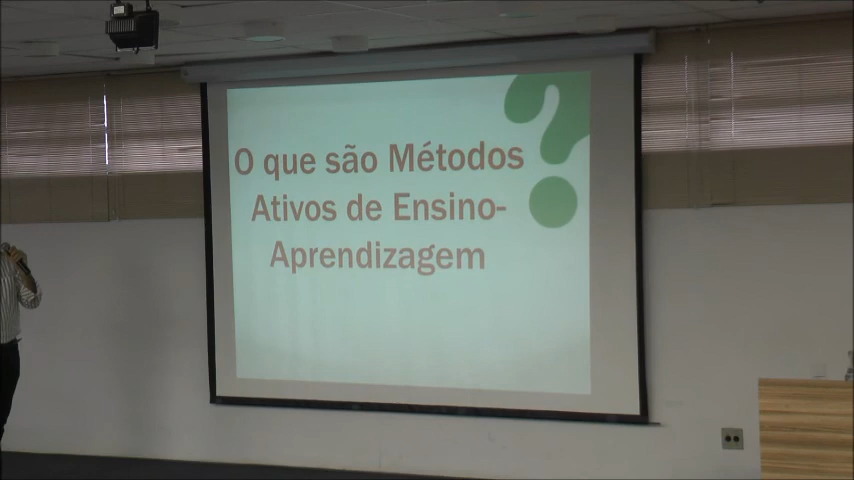 O que são Métodos
Ativos de Ensino-
Aprendizagem
?